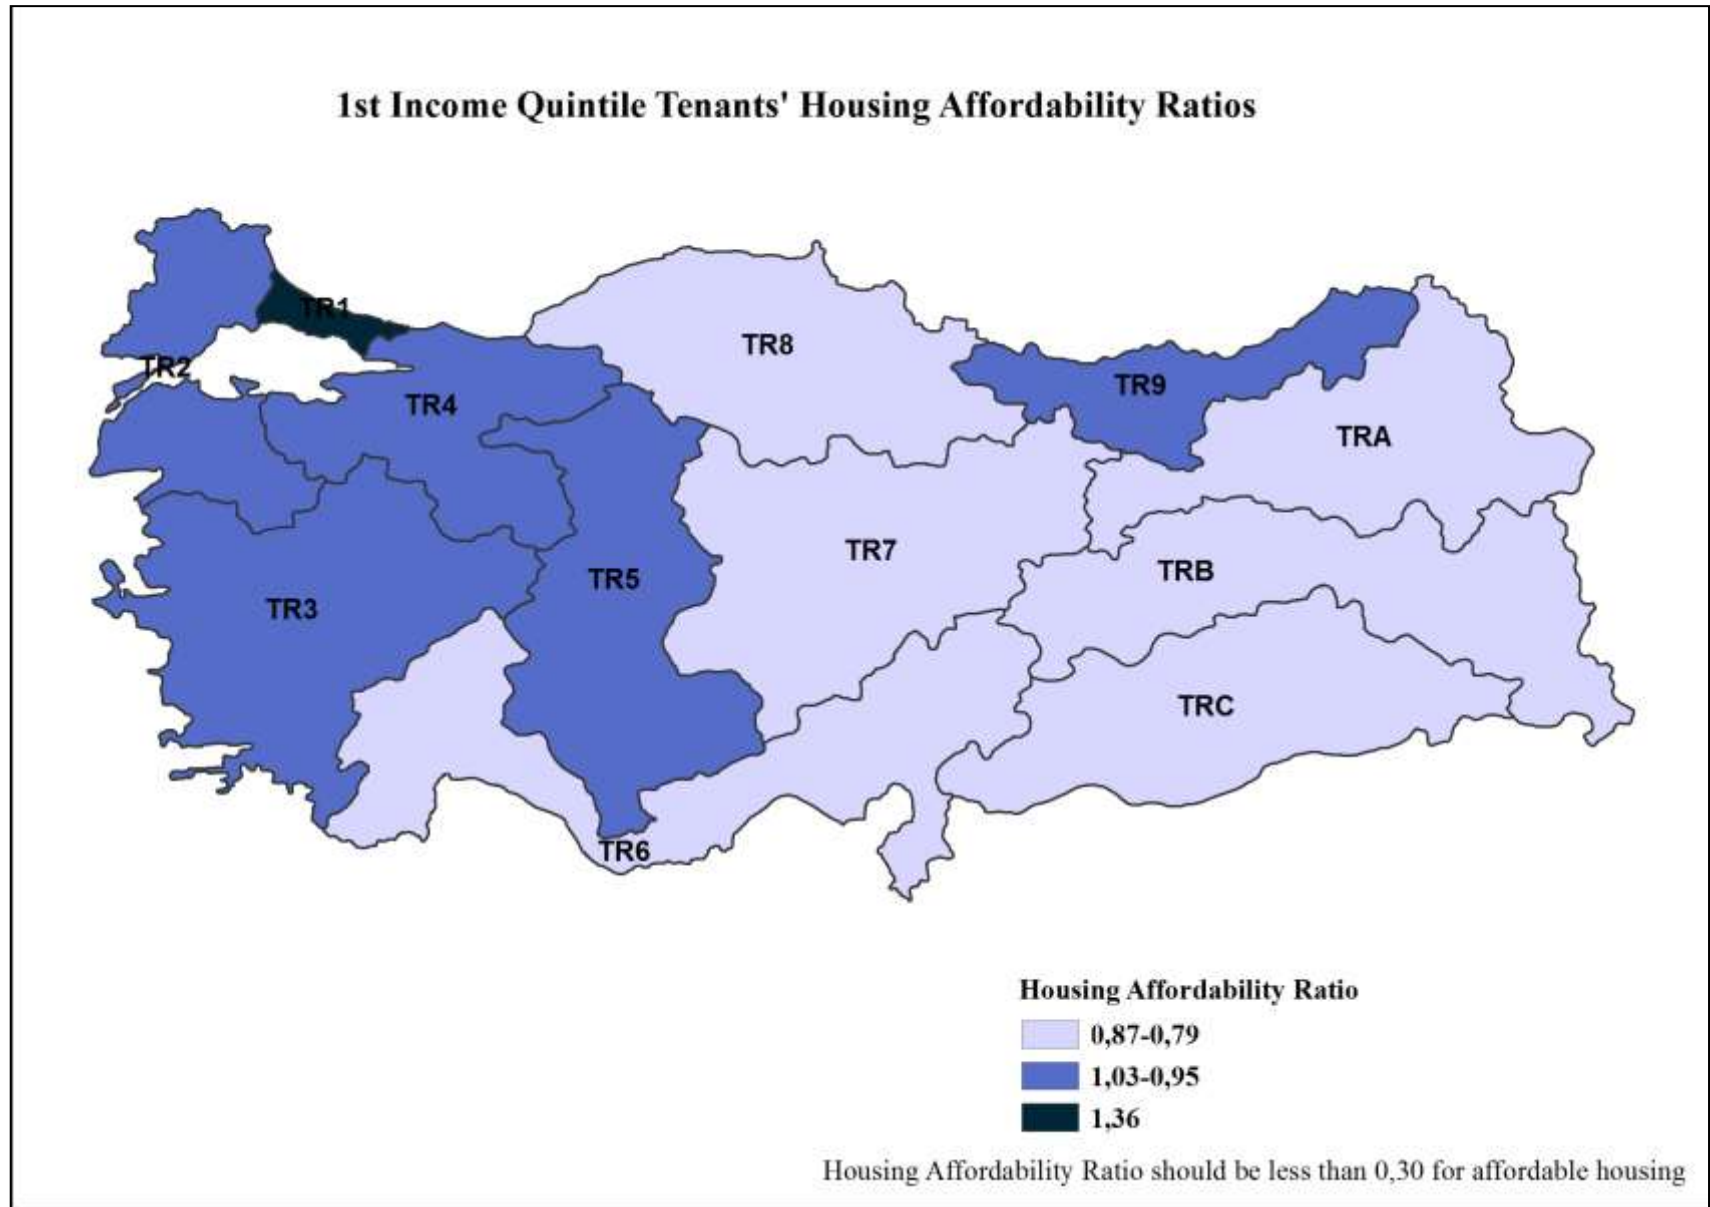 1st Income Quintile Tenants' Housing Affordability Ratios
TR1
TR8
TR2
TR9
TR4
TRA
TR7
TRB
TR5
TR3
TRC
TR6
Housing Affordability Ratio
0,87-0,79
1,03-0,95
1,36
Housing Affordability Ratio should be less than 0,30 for affordable housing